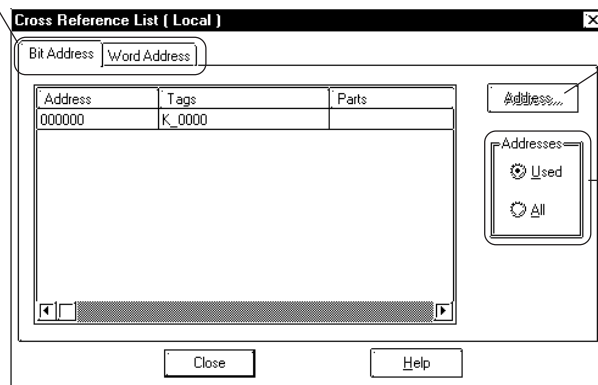 Cross Reference List ( Local )
Bit Address Word Address
Address Tags Parts
000000 K_0000
Address...
Addresses
Used
All
Close Help